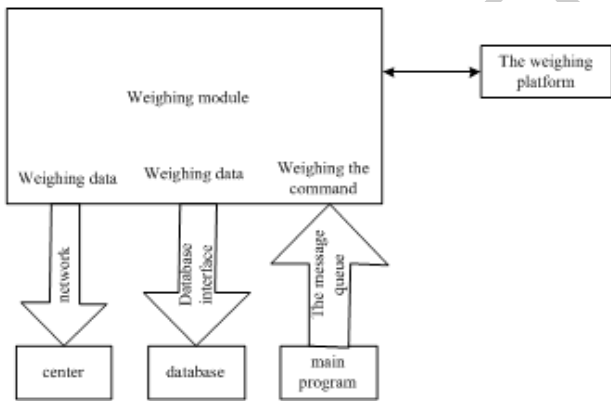 The weighing
platform
Weighing module
Weighing data
Weighing data
Weighing the
command
network
Database
interface
The message
queue
center
database
main
program